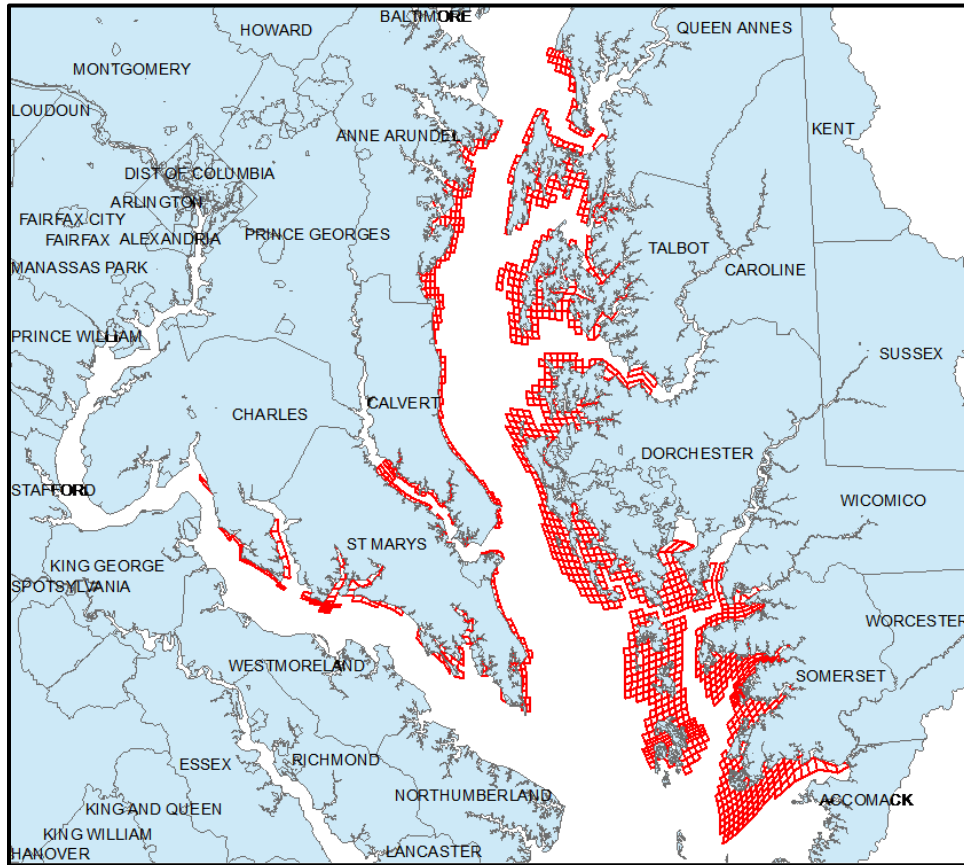 BALTIMORE
HOWARD
QUEEN ANNES
MONTGOMERY
LOUDOUN
KENT
ANNE ARUNDEL
DIST OF COLUMBIA
ARLINGTON
FAIRFAX CITY
FAIRFAX
ALEXANDRIA
PRINCE GEORGES
TALBOT
CAROLINE
MANASSAS PARK
PRINCE WILLIAM
SUSSEX
CALVERT
CHARLES
DORCHESTER
STAFFORD
WICOMICO
ST MARYS
KING GEORGE
SPOTSYLVANIA
WORCESTER
WESTMORELAND
SOMERSET
RICHMOND
ESSEX
NORTHUMBERLAND
ACCOMACK
KING AND QUEEN
KING WILLIAM
HANOVER
LANCASTER